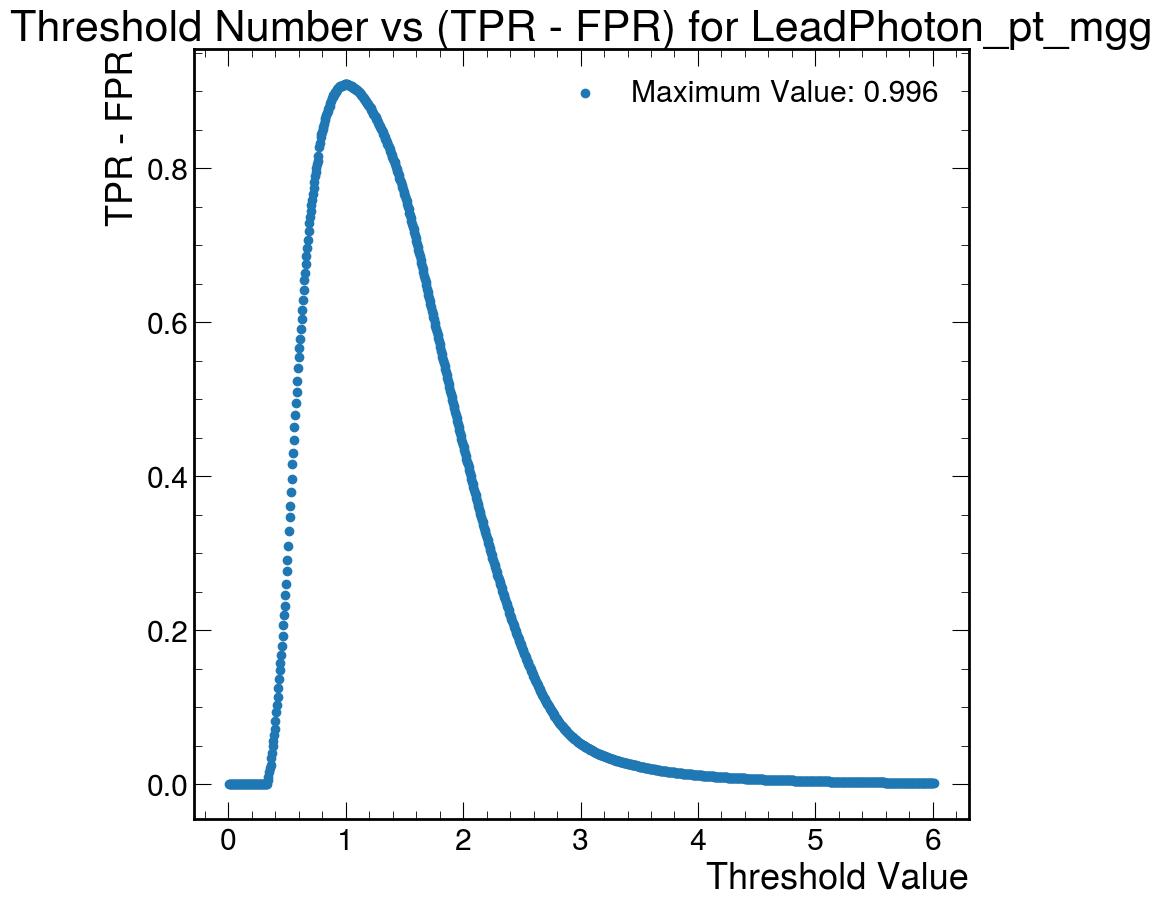 Threshold Number vs (TPR - FPR) for LeadPhoton_pt_mgg
TPR - FPR
Maximum Value: 0.996
0.8
0.6
0.4
0.2
0.0
0 1 2 3 4 5 6
Threshold Value